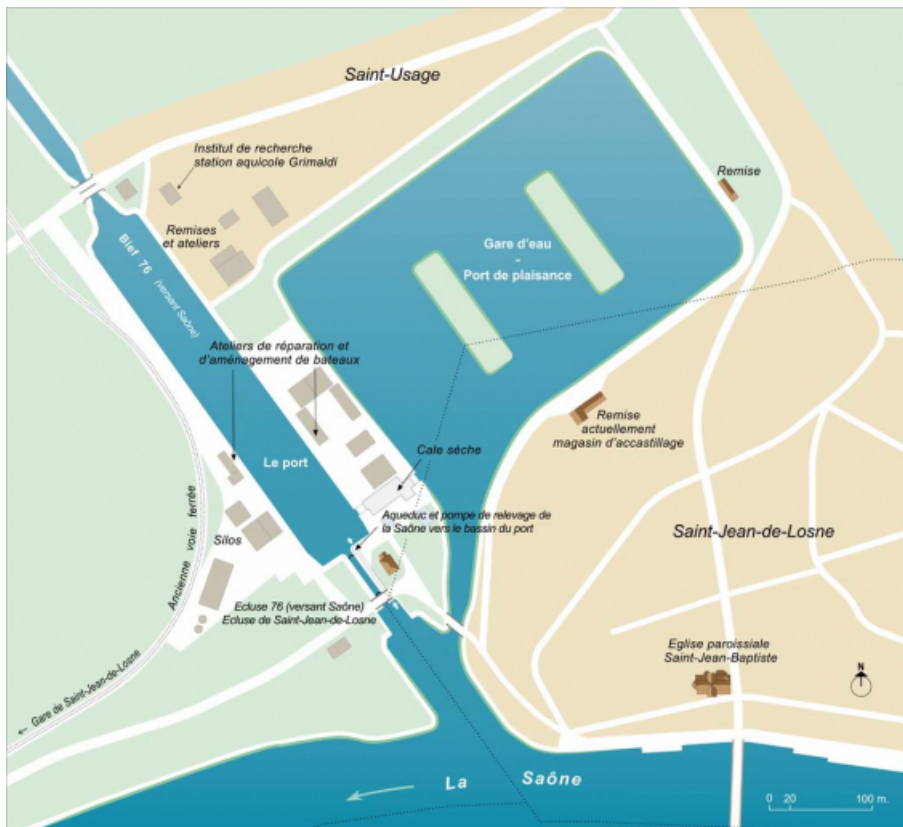 Saint-Usage
Institut de recherche
station aquicole Grimaldi
Remise
Remises
et ateliers
Bief 76 (versant Saône)
Gare d'eau
-
Port de plaisance
Ateliers de réparation et
d'aménagement de bateaux
Remise
actuellement
magasin d'accastillage
Cale sèche
Le port
Aqueduc et pompe de relevage de
la Saône vers le bassin du port
Ancienne voie ferrée
Silos
Saint-Jean-de-Losne
Ecluse 76 (versant Saône)
Ecluse de Saint-Jean-de-Losne
Eglise paroissiale
Saint-Jean-Baptiste
N
← Gare de Saint-Jean-de-Losne
La Saône
0 20 100 m.